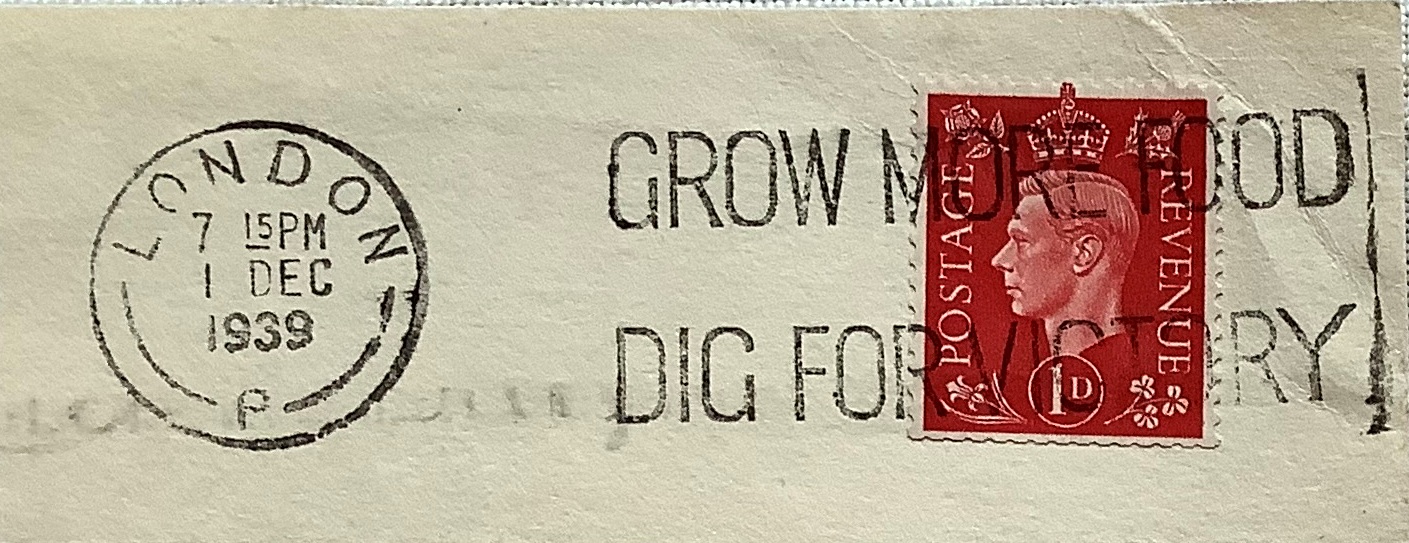 LONDON
7 15PM
1 DEC
1939
P
GROW MORE FOOD
DIG FOR VICTORY
POSTAGE
REVENUE
1D